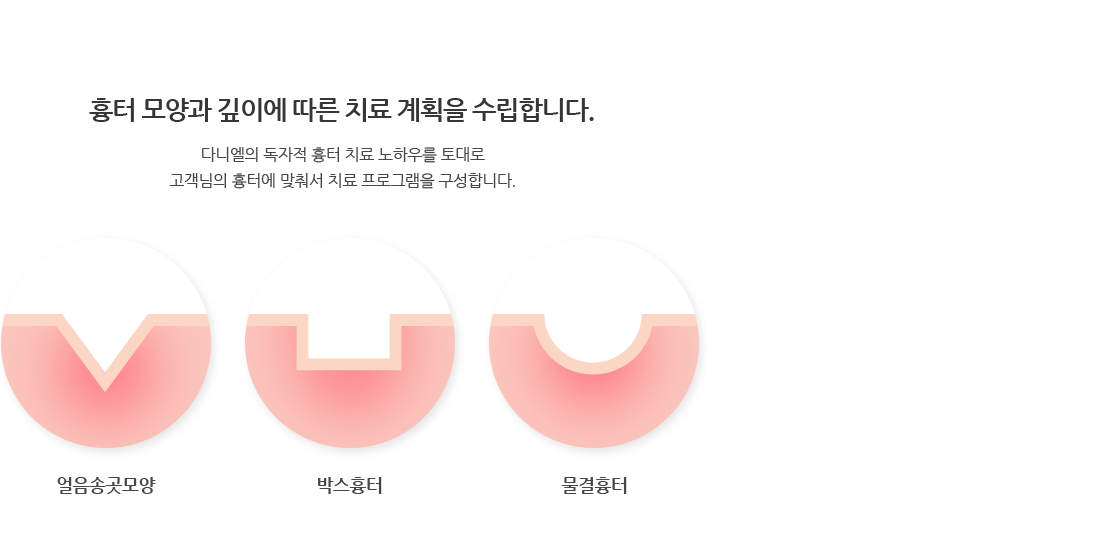 흉터 모양과 깊이에 따른 치료 계획을 수립합니다.
다니엘의 독자적 흉터 치료 노하우를 토대로
고객님의 흉터에 맞춰서 치료 프로그램을 구성합니다.
얼음송곳모양
박스흉터
물결흉터